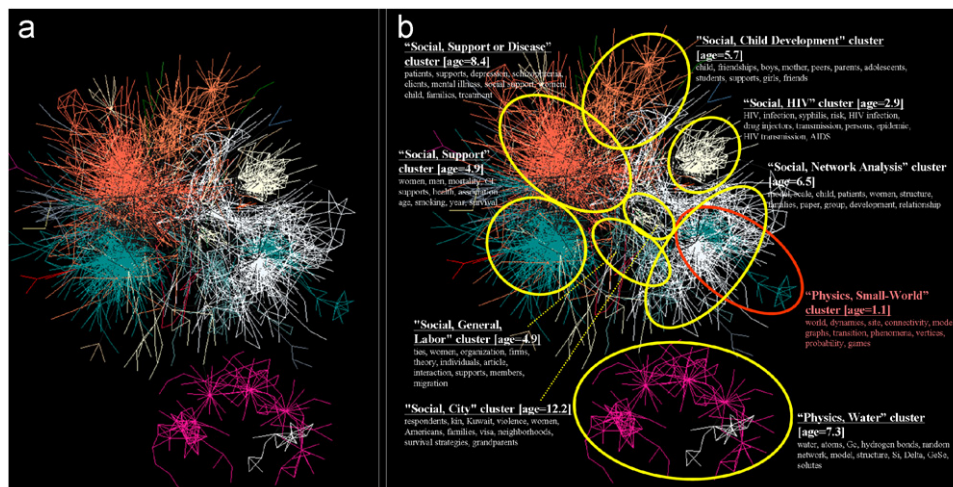 a
b
"Social, Support or Disease"
cluster [age=8.4]
patients, supports, depression, schizophrenia,
clients, mental illness, social support, women,
child, families, treatment
"Social, Support"
cluster [age=4.9]
women, men, mortality, CI,
supports, health, association
age, smoking, year, survival
"Social, General,
Labor" cluster [age=4.9]
ties, women, organization, firms,
theory, individuals, article,
interaction, supports, members,
migration
"Social, City" cluster [age=12.2]
respondents, kin, Kuwait, violence, women,
Americans, families, visa, neighborhoods,
survival strategies, grandparents
"Social, Child Development" cluster
[age=5.7]
child, friendships, boys, mother, peers, parents, adolescents,
students, supports, girls, friends
"Social, HIV" cluster [age=2.9]
HIV, infection, syphilis, risk, HIV infection,
drug injectors, transmission, persons, epidemic,
HIV transmission, AIDS
"Social, Network Analysis" cluster
[age=6.5]
model, scale, child, patients, women, structure,
families, paper, group, development, relationship
"Physics, Small-World"
cluster [age=1.1]
world, dynamics, site, connectivity, mode
graphs, transition, phenomena, vertices,
probability, games
"Physics, Water" cluster
[age=7.3]
water, atoms, Ge, hydrogen bonds, random
network, model, structure, Si, Delta, GeSe,
solutes